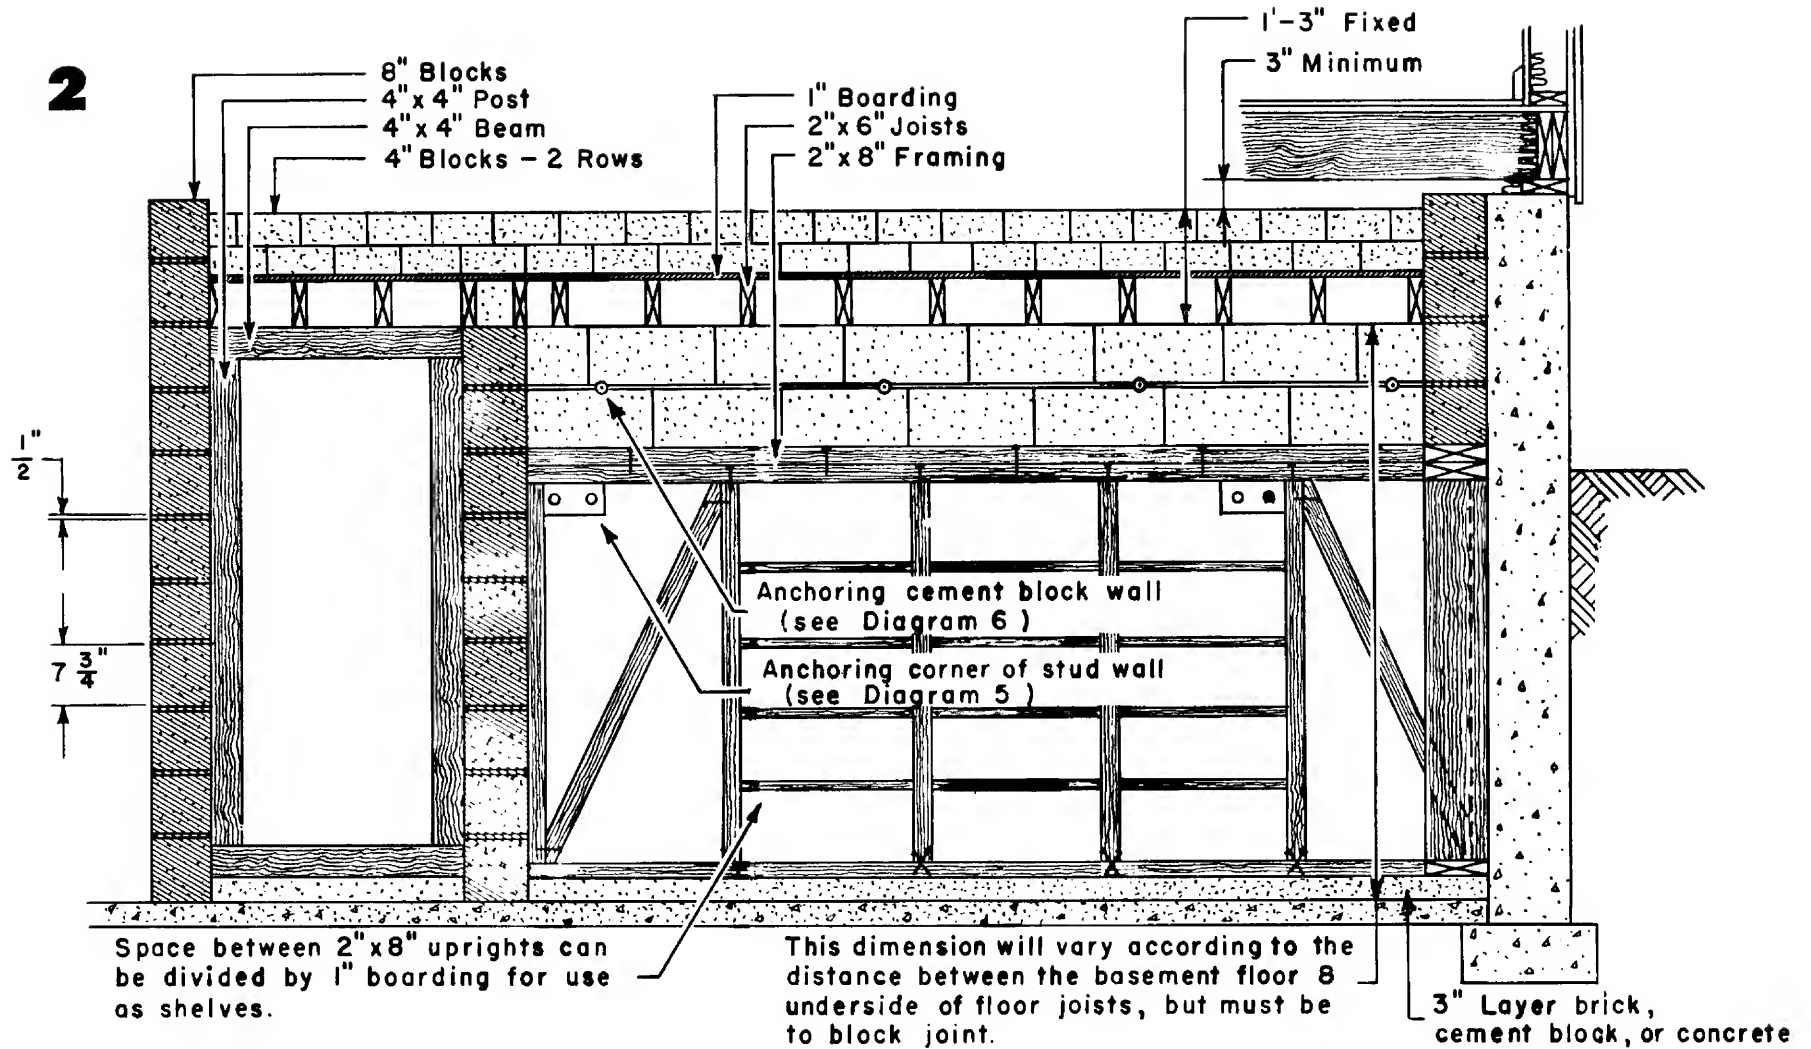 2
8" Blocks
4" x 4" Post
4" x 4" Beam
4" Blocks – 2 Rows
1" Boarding
2" x 6" Joists
2" x 8" Framing
1'–3" Fixed
3" Minimum
1/2"
7 3/4"
Anchoring cement block wall
(see Diagram 6 )
Anchoring corner of stud wall
(see Diagram 5 )
Space between 2"x8" uprights can
be divided by 1" boarding for use
as shelves.
This dimension will vary according to the
distance between the basement floor 8
underside of floor joists, but must be
to block joint.
3" Layer brick,
cement block, or concrete